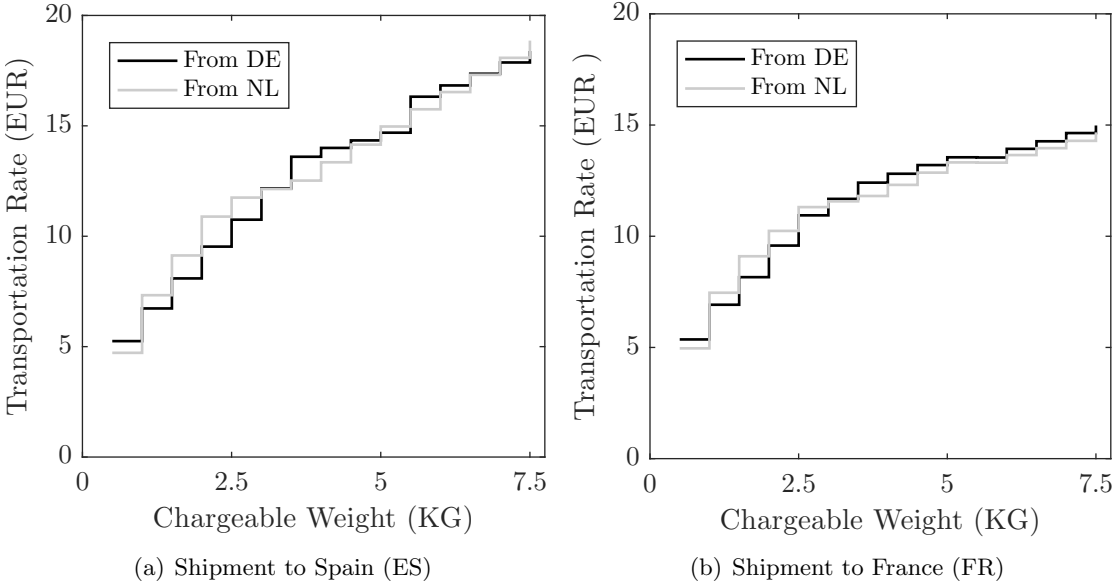 20
15
10
5
0
0
2.5
5
7.5
Transportation Rate (EUR)
Chargeable Weight (KG)
From DE
From NL
(a) Shipment to Spain (ES)
20
15
10
5
0
0
2.5
5
7.5
Transportation Rate (EUR )
Chargeable Weight (KG)
From DE
From NL
(b) Shipment to France (FR)